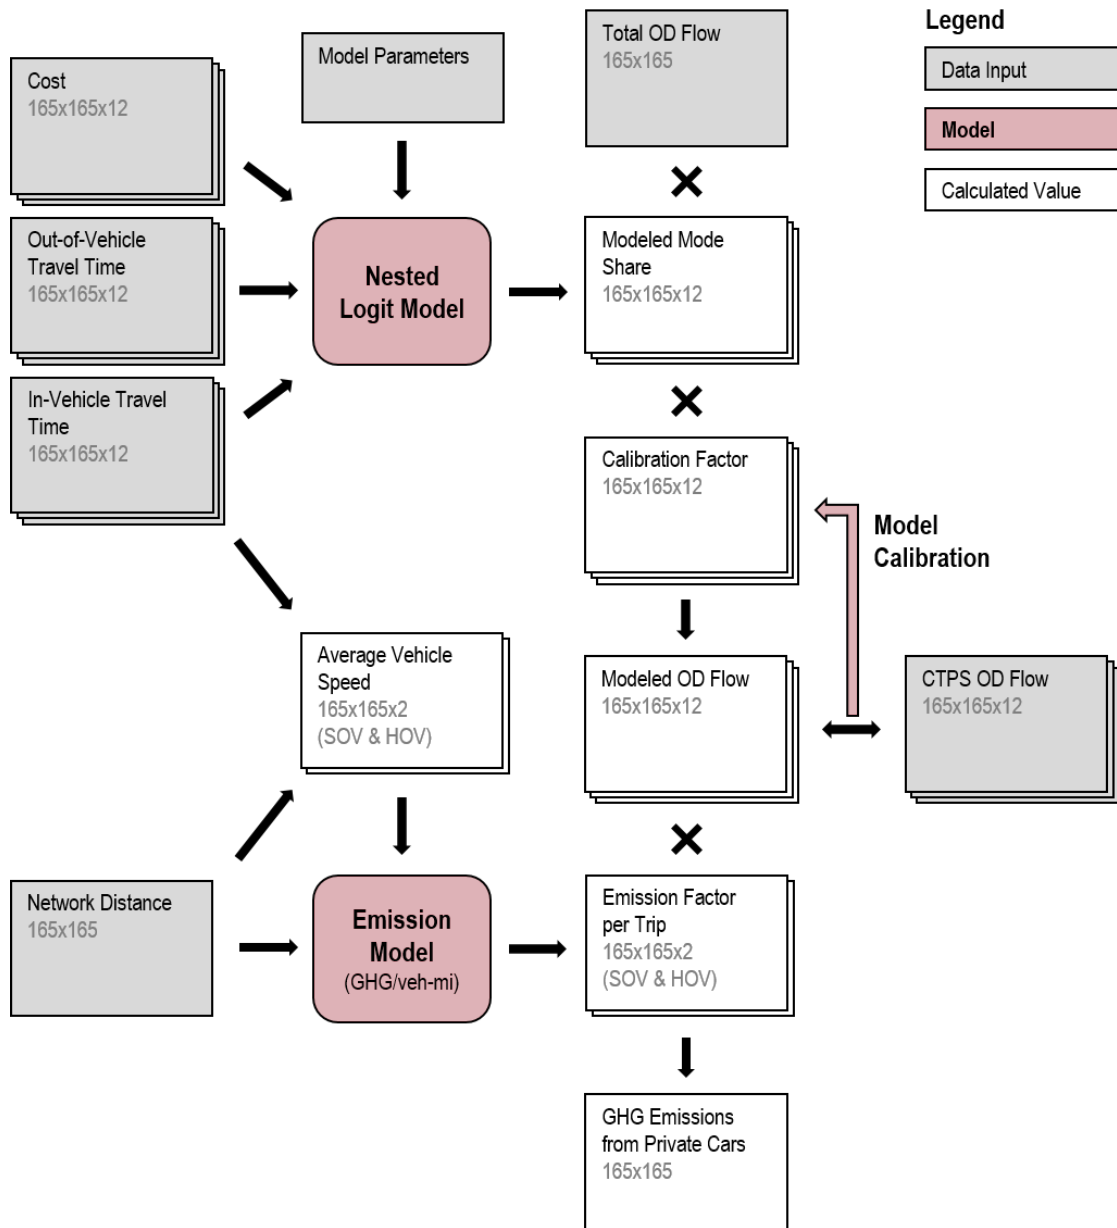 Cost
165x165x12
Model Parameters
Total OD Flow
165x165
Legend
Data Input
Model
Calculated Value
Out-of-Vehicle
Travel Time
165x165x12
Nested
Logit Model
Modeled Mode
Share
165x165x12
In-Vehicle Travel
Time
165x165x12
Calibration Factor
165x165x12
Model
Calibration
Average Vehicle
Speed
165x165x2
(SOV & HOV)
Modeled OD Flow
165x165x12
CTPS OD Flow
165x165x12
Network Distance
165x165
Emission
Model
(GHG/veh-mi)
Emission Factor
per Trip
165x165x2
(SOV & HOV)
GHG Emissions
from Private Cars
165x165